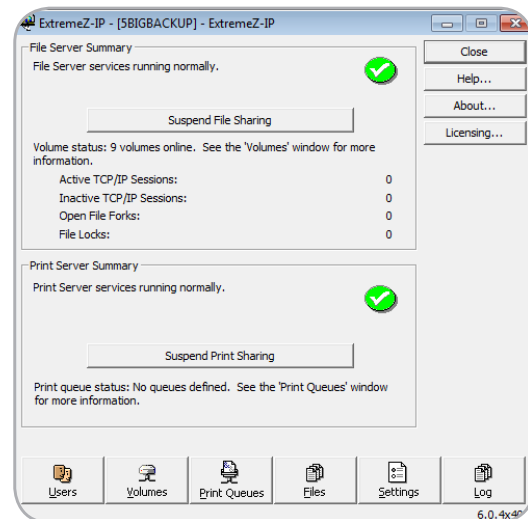 ExtremeZ-IP - [5BIGBACKUP] - ExtremeZ-IP
File Server Summary
File Server services running normally.
Suspend File Sharing
Volume status: 9 volumes online. See the 'Volumes' window for more
information.
Active TCP/IP Sessions: 0
Inactive TCP/IP Sessions: 0
Open File Forks: 0
File Locks: 0
Close
Help...
About...
Licensing...
Print Server Summary
Print Server services running normally.
Suspend Print Sharing
Print queue status: No queues defined. See the 'Print Queues' window
for more information.
Users Volumes Print Queues Files Settings Log